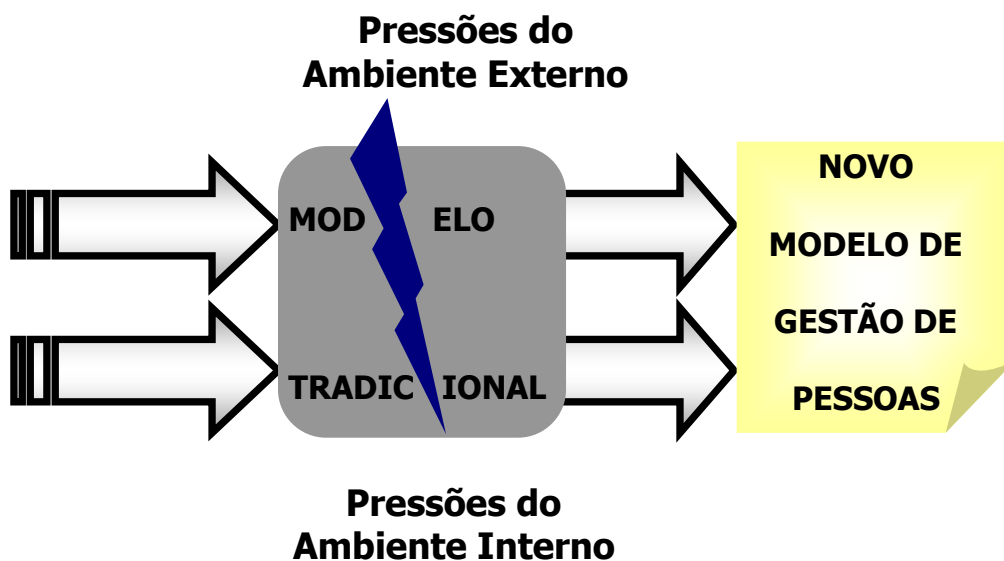 Pressões do
Ambiente Externo
MOD ELO
TRADIC IONAL
NOVO
MODELO DE
GESTÃO DE
PESSOAS
Pressões do
Ambiente Interno